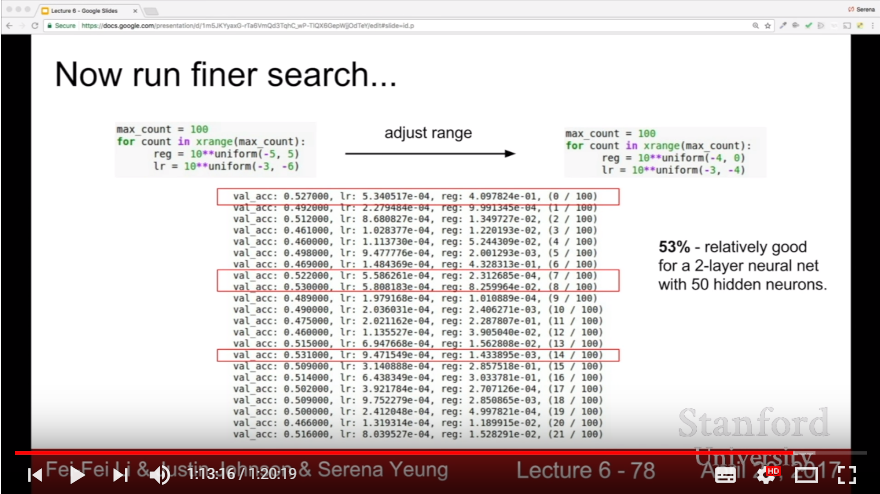 Lecture 6 - Google Slides
Serena
Secure
Now run finer search...
max_count = 100
for count in xrange(max_count):
reg = 10**uniform(-5, 5)
lr = 10**uniform(-3, -6)
adjust range
max_count = 100
for count in xrange(max_count):
reg = 10**uniform(-4, 0)
lr = 10**uniform(-3, -4)
val_acc: 0.527000, lr: 5.340517e-04, reg: 4.097824e-01, (0 / 100)
val_acc: 0.492000, lr: 2.279484e-04, reg: 9.991345e-04, (1 / 100)
val_acc: 0.512000, lr: 8.680827e-04, reg: 1.349727e-02, (2 / 100)
val_acc: 0.461000, lr: 1.028377e-04, reg: 1.220193e-02, (3 / 100)
val_acc: 0.460000, lr: 1.113730e-04, reg: 5.244309e-02, (4 / 100)
val_acc: 0.498000, lr: 9.477776e-04, reg: 2.001293e-03, (5 / 100)
val_acc: 0.469000, lr: 1.484369e-04, reg: 4.328313e-01, (6 / 100)
val_acc: 0.522000, lr: 5.586261e-04, reg: 2.312685e-04, (7 / 100)
val_acc: 0.530000, lr: 5.808183e-04, reg: 8.259964e-02, (8 / 100)
val_acc: 0.489000, lr: 1.979168e-04, reg: 1.010889e-04, (9 / 100)
val_acc: 0.490000, lr: 2.036031e-04, reg: 2.406271e-03, (10 / 100)
val_acc: 0.475000, lr: 2.021162e-04, reg: 2.287807e-01, (11 / 100)
val_acc: 0.460000, lr: 1.135527e-04, reg: 3.905040e-02, (12 / 100)
val_acc: 0.515000, lr: 6.947668e-04, reg: 1.562808e-02, (13 / 100)
val_acc: 0.531000, lr: 9.471549e-04, reg: 1.433895e-03, (14 / 100)
val_acc: 0.509000, lr: 3.140888e-04, reg: 2.857518e-01, (15 / 100)
val_acc: 0.514000, lr: 6.438349e-04, reg: 3.033781e-01, (16 / 100)
val_acc: 0.502000, lr: 3.921784e-04, reg: 2.707126e-04, (17 / 100)
val_acc: 0.509000, lr: 9.752279e-04, reg: 2.850865e-03, (18 / 100)
val_acc: 0.500000, lr: 2.412048e-04, reg: 4.997821e-04, (19 / 100)
val_acc: 0.466000, lr: 1.319314e-04, reg: 1.189915e-02, (20 / 100)
val_acc: 0.516000, lr: 8.039527e-04, reg: 1.528291e-02, (21 / 100)
53% - relatively good
for a 2-layer neural net
with 50 hidden neurons.
Stanford
University
Fei-Fei Li & Justin Johnson & Serena Yeung
Lecture 6 - 78
April 2017
1:13:16 / 1:20:19
HD